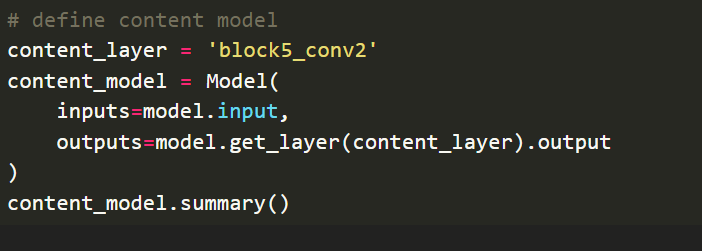 # define content model
content_layer = 'block5_conv2'
content_model = Model(
    inputs=model.input,
    outputs=model.get_layer(content_layer).output
)
content_model.summary()